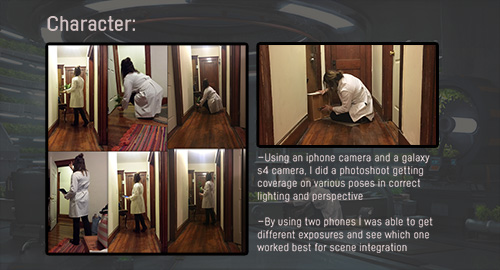 Character:
-Using an iphone camera and a galaxy
s4 camera, I did a photoshoot getting
coverage on various poses in correct
lighting and perspective
-By using two phones I was able to get
different exposures and see which one
worked best for scene integration